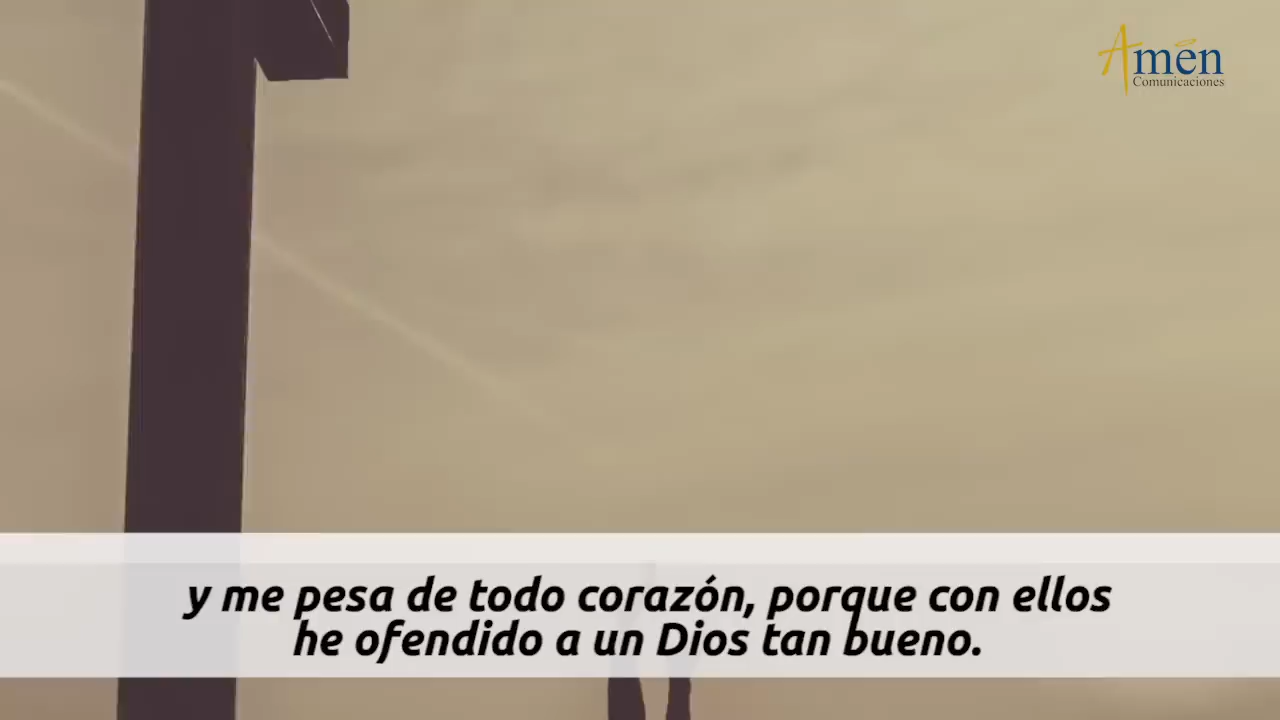 Amén
Comunicaciones
y me pesa de todo corazón, porque con ellos
he ofendido a un Dios tan bueno.